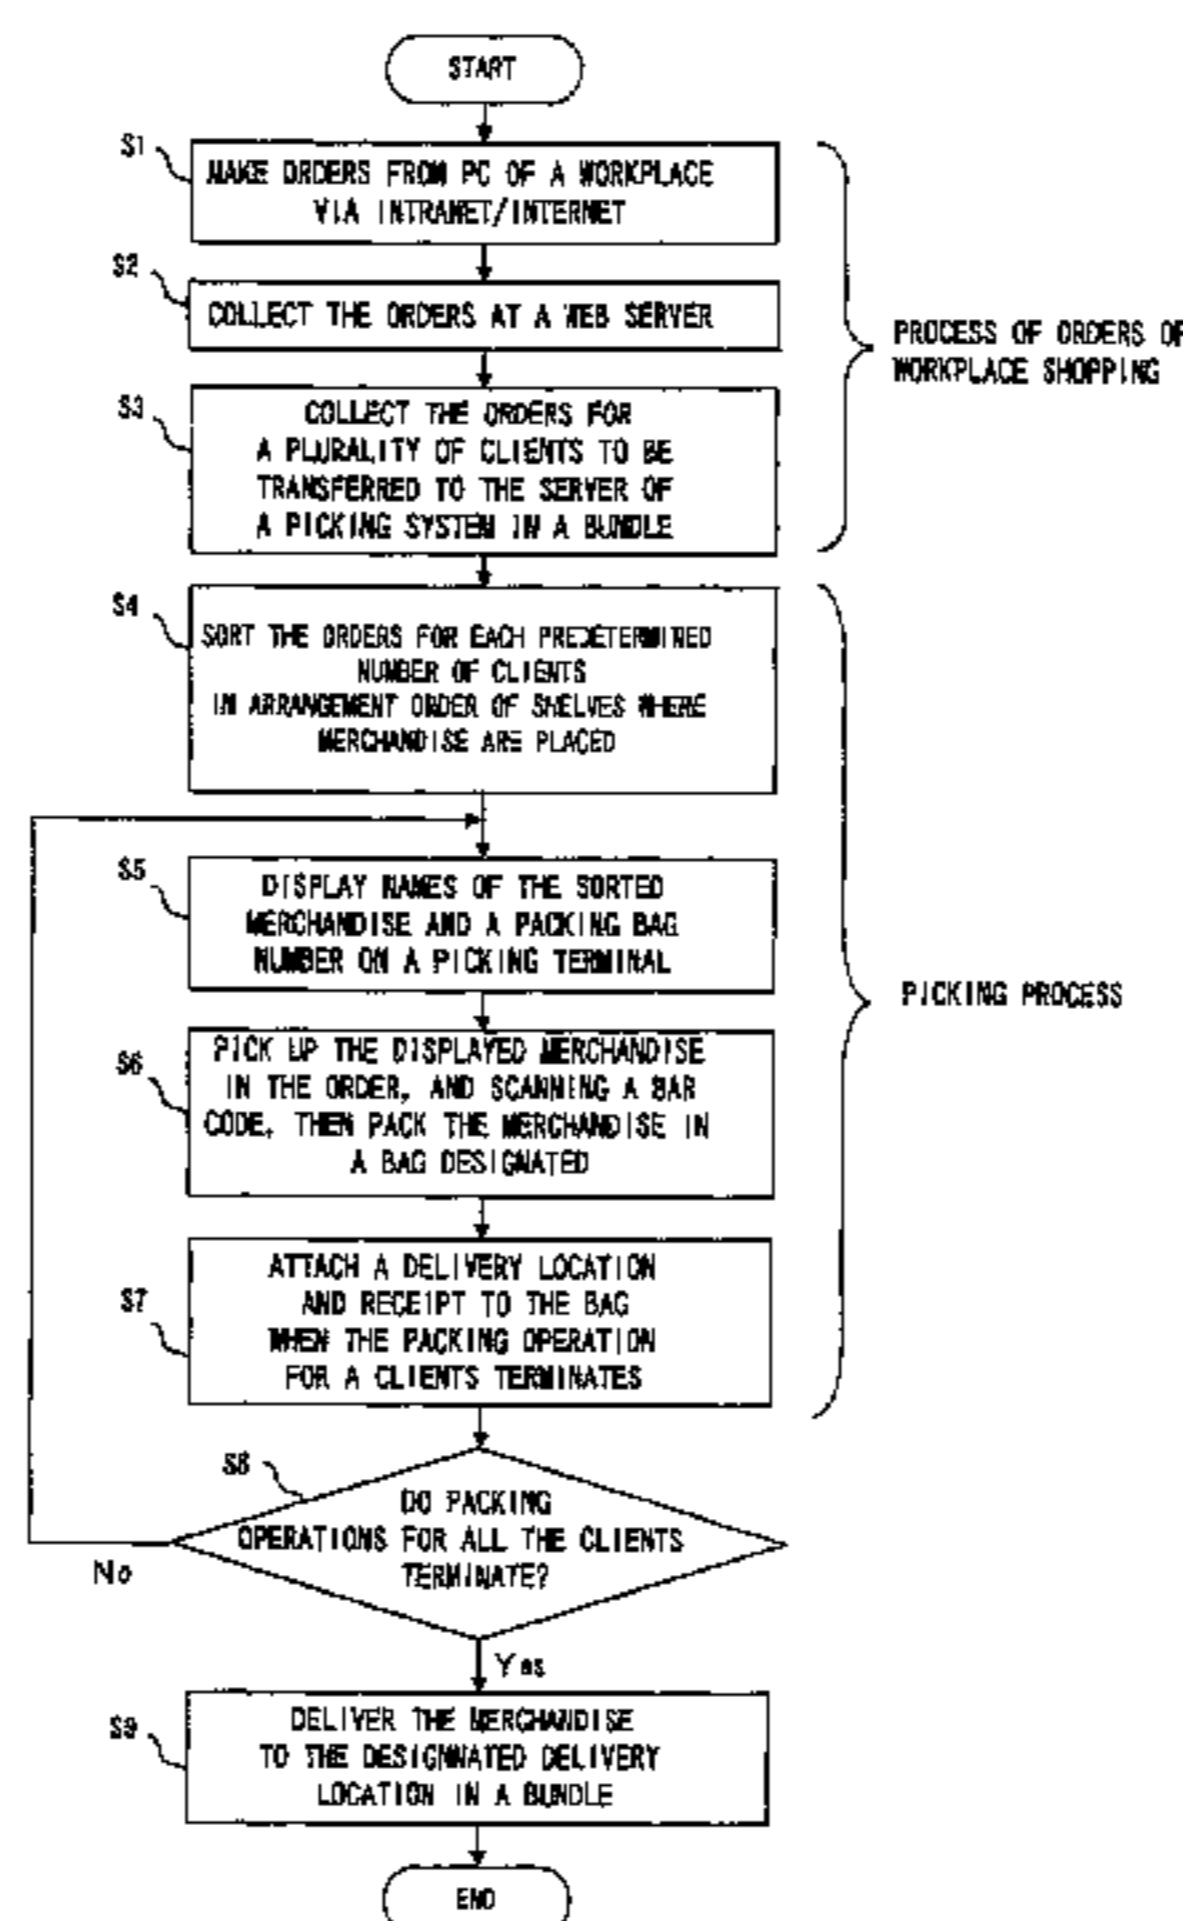 START
S1
MAKE ORDERS FROM PC OF A WORKPLACE
VIA INTRANET/INTERNET
S2
COLLECT THE ORDERS AT A WEB SERVER
PROCESS OF ORDERS OF
WORKPLACE SHOPPING
S3
COLLECT THE ORDERS FOR
A PLURALITY OF CLIENTS TO BE
TRANSFERRED TO THE SERVER OF
A PICKING SYSTEM IN A BUNDLE
S4
SORT THE ORDERS FOR EACH PREDETERMINED
NUMBER OF CLIENTS
IN ARRANGEMENT ORDER OF SHELVES WHERE
MERCHANDISE ARE PLACED
S5
DISPLAY NAMES OF THE SORTED
MERCHANDISE AND A PACKING BAG
NUMBER ON A PICKING TERMINAL
PICKING PROCESS
S6
PICK UP THE DISPLAYED MERCHANDISE
IN THE ORDER, AND SCANNING A BAR
CODE, THEN PACK THE MERCHANDISE IN
A BAG DESIGNATED
S7
ATTACH A DELIVERY LOCATION
AND RECEIPT TO THE BAG
WHEN THE PACKING OPERATION
FOR A CLIENTS TERMINATES
S8
DO PACKING
OPERATIONS FOR ALL THE CLIENTS
TERMINATE?
No
Yes
S9
DELIVER THE MERCHANDISE
TO THE DESIGNNATED DELIVERY
LOCATION IN A BUNDLE
END